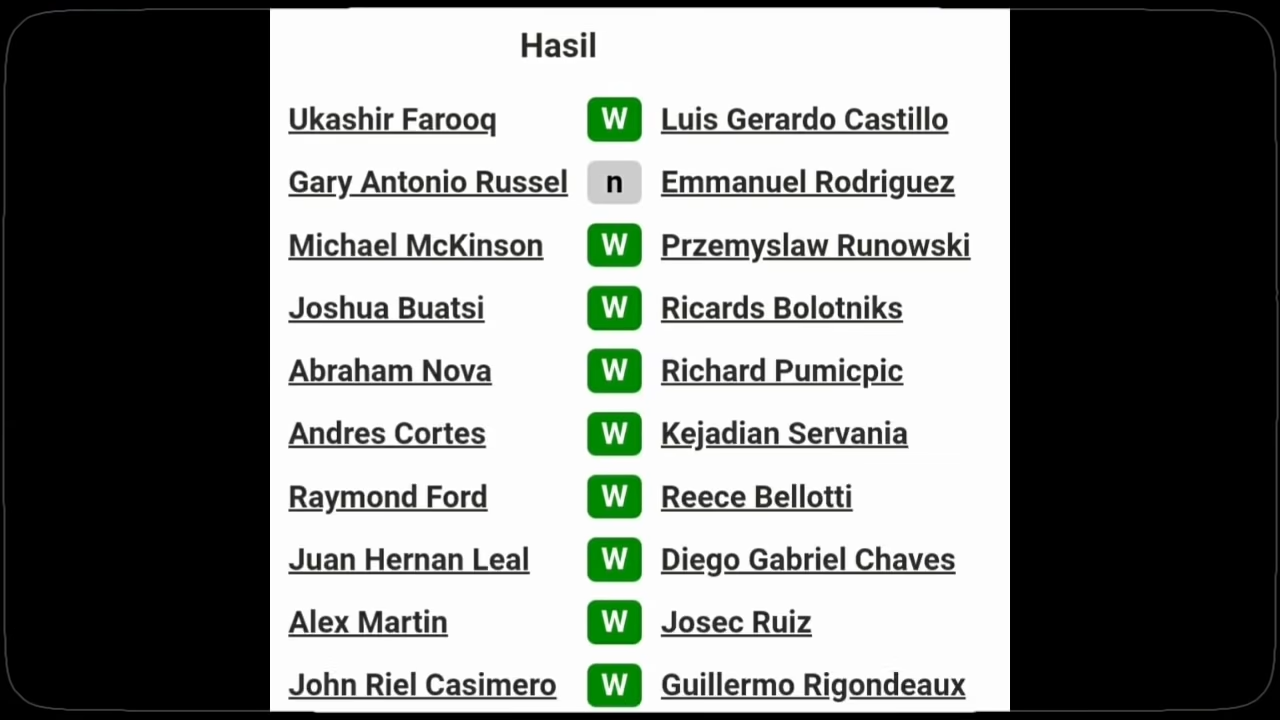 Hasil
Ukashir Farooq W Luis Gerardo Castillo
Gary Antonio Russel n Emmanuel Rodriguez
Michael McKinson W Przemyslaw Runowski
Joshua Buatsi W Ricards Bolotniks
Abraham Nova W Richard Pumicpic
Andres Cortes W Kejadian Servania
Raymond Ford W Reece Bellotti
Juan Hernan Leal W Diego Gabriel Chaves
Alex Martin W Josec Ruiz
John Riel Casimero W Guillermo Rigondeaux